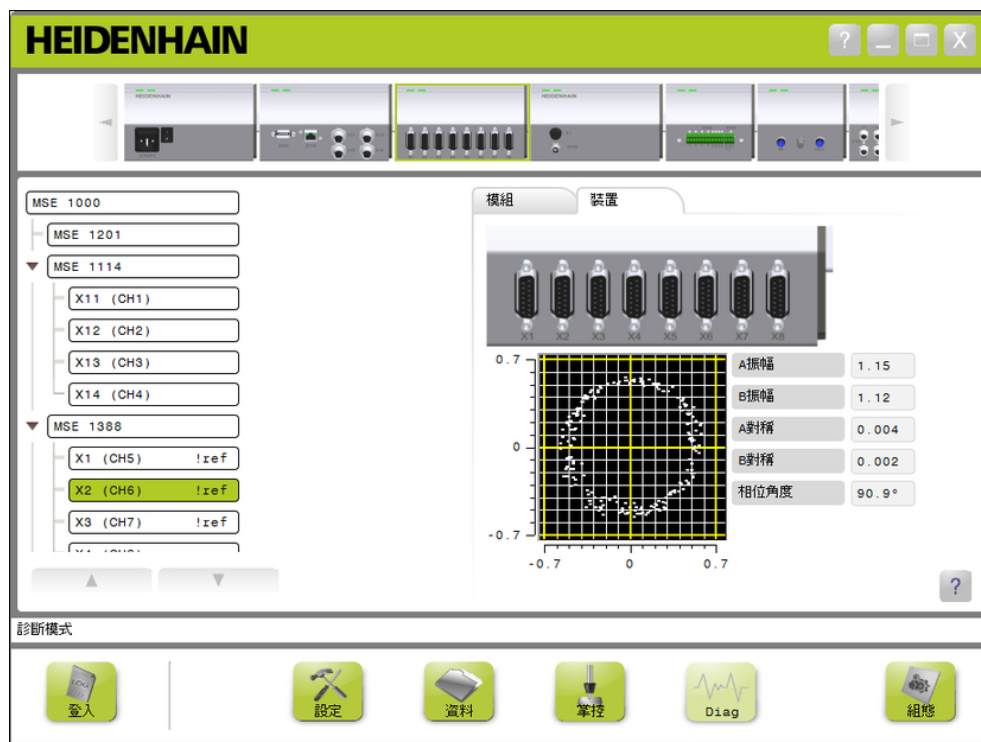 HEIDENHAIN
?
X
HEIDENHAIN
HEIDENHAIN
MSE 1000
MSE 1201
MSE 1114
X11 (CH1)
X12 (CH2)
X13 (CH3)
X14 (CH4)
MSE 1388
X1 (CH5) !ref
X2 (CH6) !ref
X3 (CH7) !ref
模組
裝置
X1 X2 X3 X4 X5 X6 X7 X8
0.7
0
-0.7
-0.7 0 0.7
A振幅 1.15
B振幅 1.12
A對稱 0.004
B對稱 0.002
相位角度 90.9°
?
診斷模式
LOG
登入
設定
資料
掌控
Diag
組態